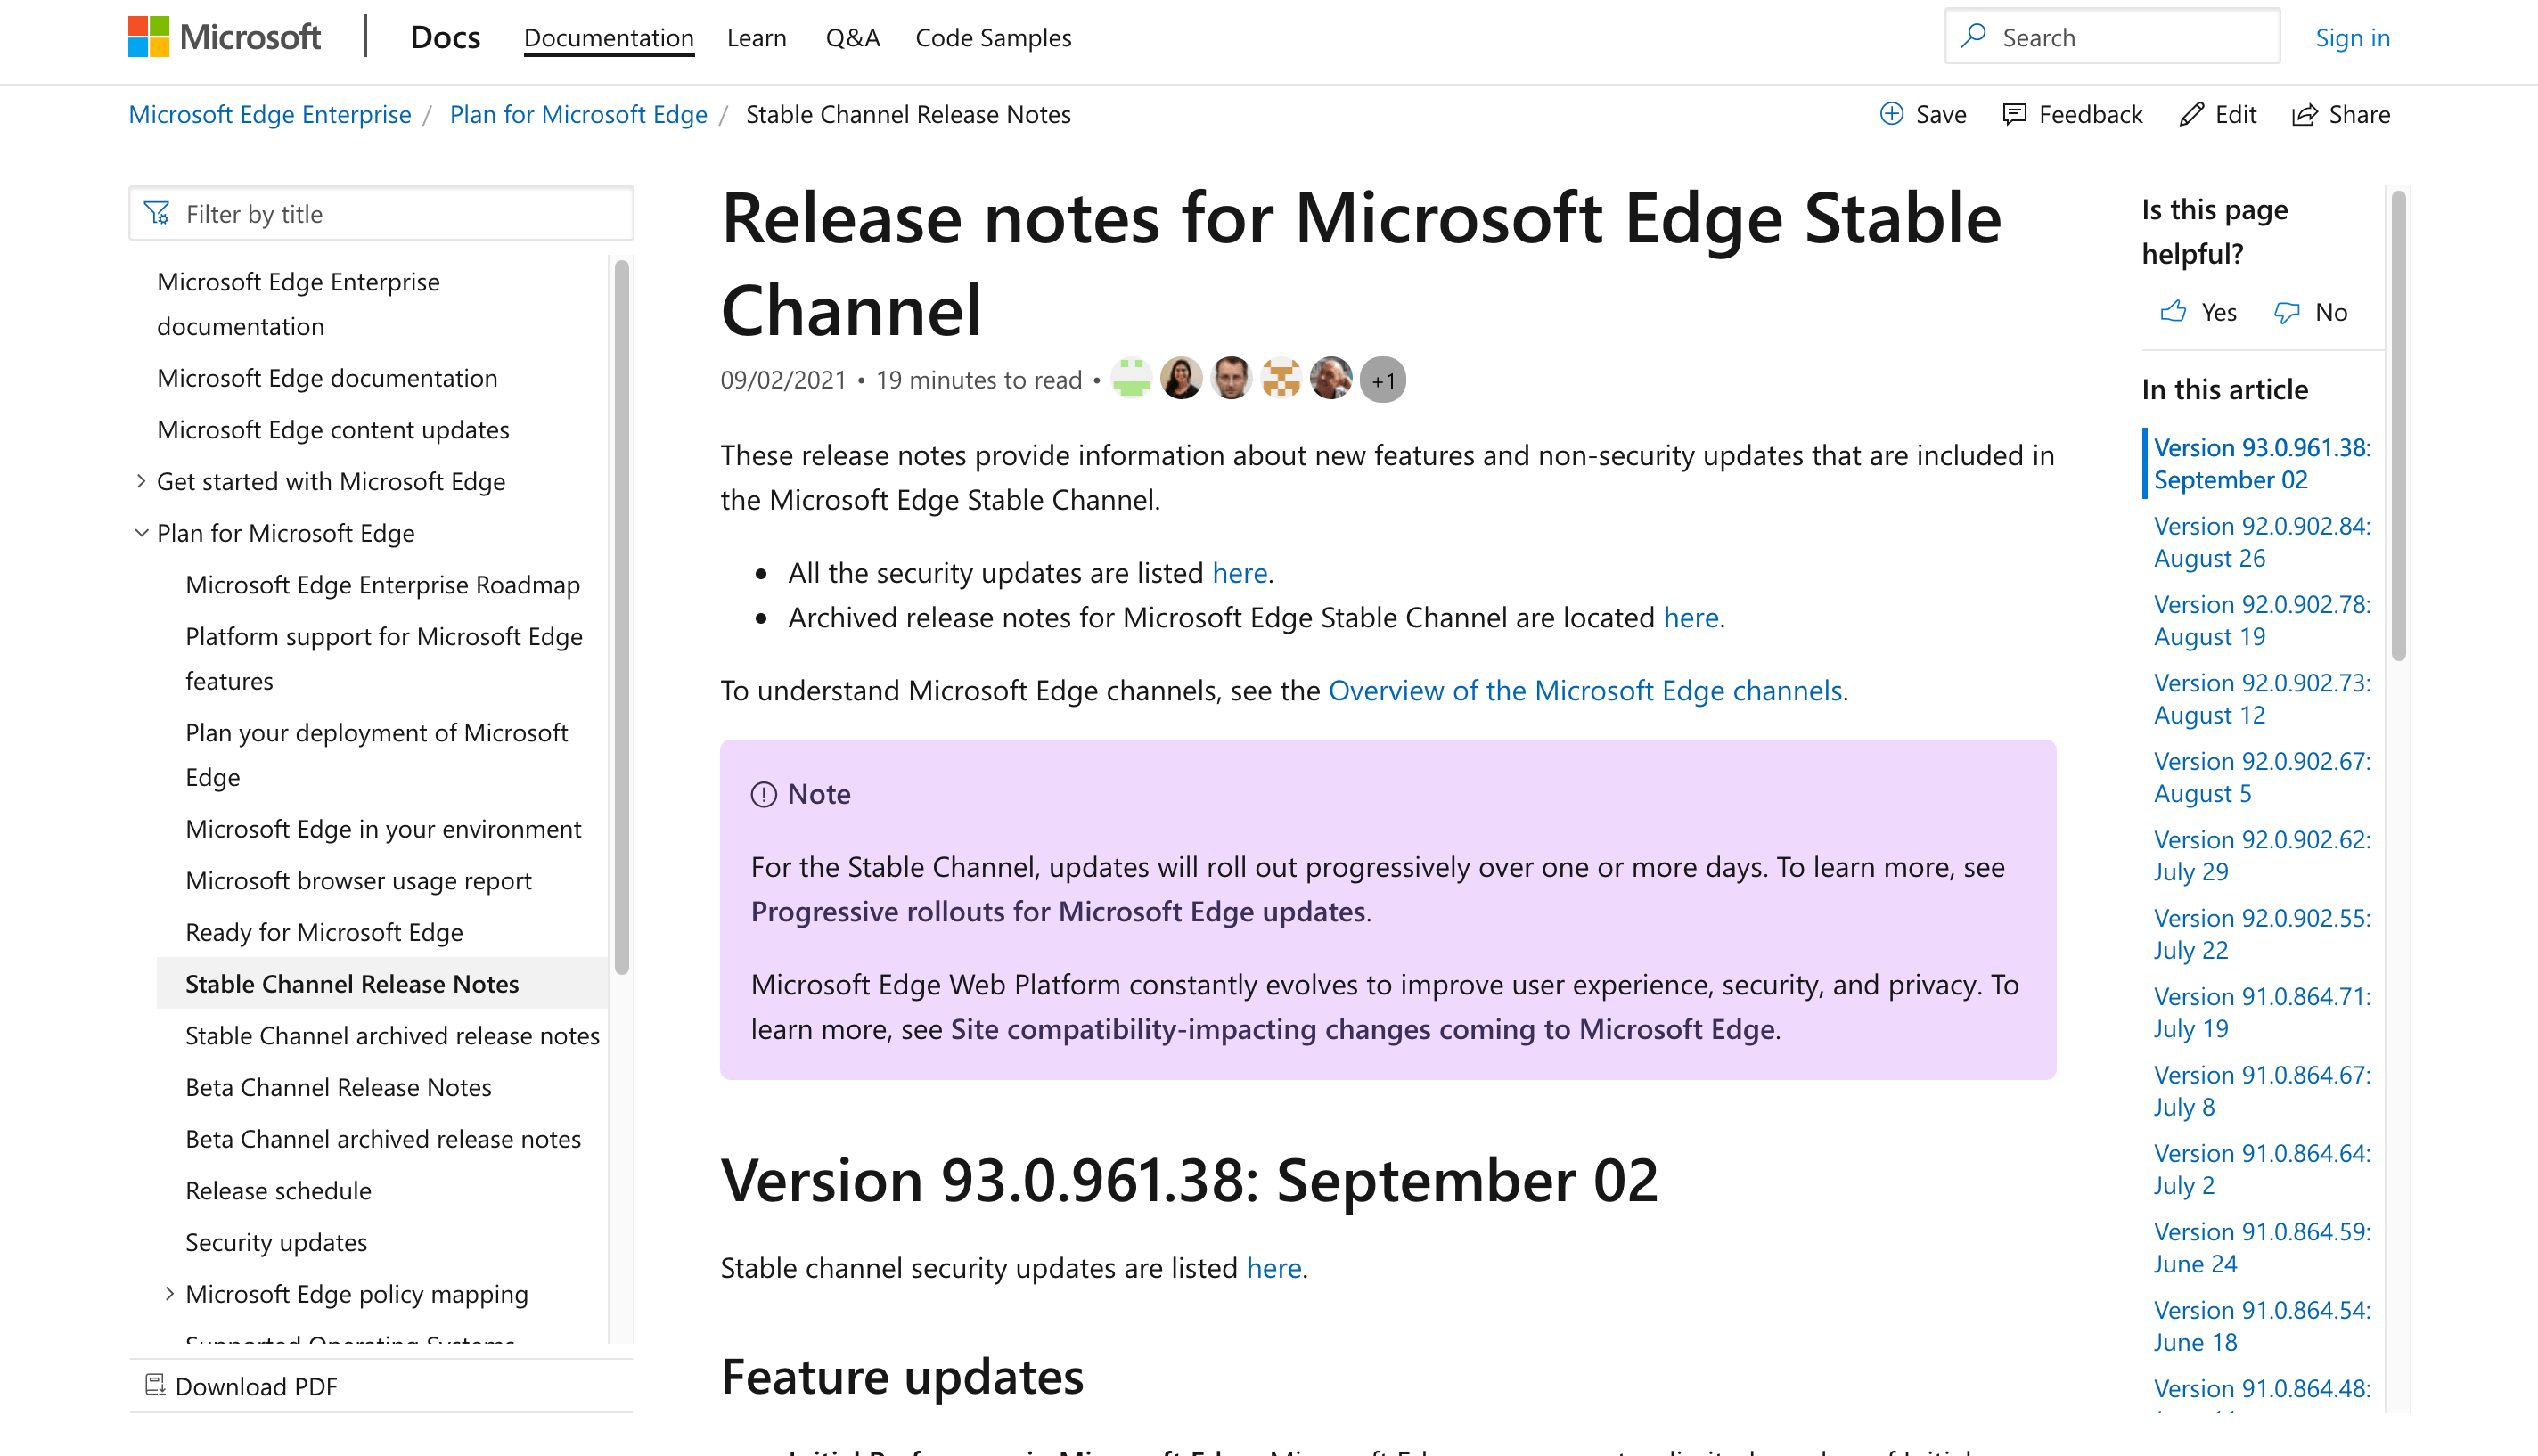 Microsoft
Docs
Documentation
Learn
Q&A
Code Samples
Search
Sign in
Microsoft Edge Enterprise / Plan for Microsoft Edge / Stable Channel Release Notes
Save
Feedback
Edit
Share
Filter by title
Microsoft Edge Enterprise
documentation
Microsoft Edge documentation
Microsoft Edge content updates
Get started with Microsoft Edge
Plan for Microsoft Edge
Microsoft Edge Enterprise Roadmap
Platform support for Microsoft Edge
features
Plan your deployment of Microsoft
Edge
Microsoft Edge in your environment
Microsoft browser usage report
Ready for Microsoft Edge
Stable Channel Release Notes
Stable Channel archived release notes
Beta Channel Release Notes
Beta Channel archived release notes
Release schedule
Security updates
Microsoft Edge policy mapping
Supported Operating Systems
Download PDF
Release notes for Microsoft Edge Stable
Channel
09/02/2021 • 19 minutes to read •
+1
These release notes provide information about new features and non-security updates that are included in
the Microsoft Edge Stable Channel.
• All the security updates are listed here.
• Archived release notes for Microsoft Edge Stable Channel are located here.
To understand Microsoft Edge channels, see the Overview of the Microsoft Edge channels.
Note
For the Stable Channel, updates will roll out progressively over one or more days. To learn more, see
Progressive rollouts for Microsoft Edge updates.
Microsoft Edge Web Platform constantly evolves to improve user experience, security, and privacy. To
learn more, see Site compatibility-impacting changes coming to Microsoft Edge.
Version 93.0.961.38: September 02
Stable channel security updates are listed here.
Feature updates
Is this page
helpful?
Yes
No
In this article
Version 93.0.961.38:
September 02
Version 92.0.902.84:
August 26
Version 92.0.902.78:
August 19
Version 92.0.902.73:
August 12
Version 92.0.902.67:
August 5
Version 92.0.902.62:
July 29
Version 92.0.902.55:
July 22
Version 91.0.864.71:
July 19
Version 91.0.864.67:
July 8
Version 91.0.864.64:
July 2
Version 91.0.864.59:
June 24
Version 91.0.864.54:
June 18
Version 91.0.864.48: